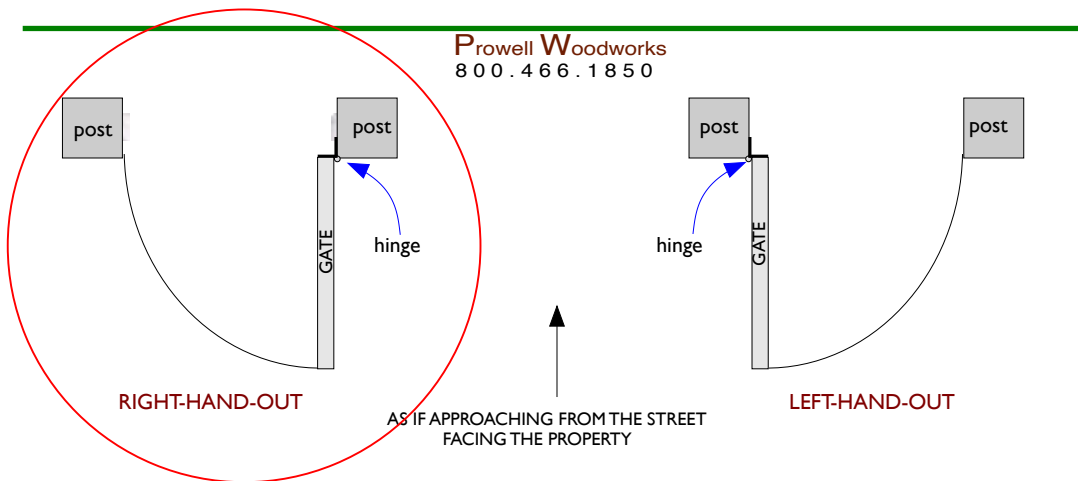 Prowell Woodworks
800.466.1850
post
post
post
post
hinge
hinge
GATE
GATE
RIGHT-HAND-OUT
LEFT-HAND-OUT
AS IF APPROACHING FROM THE STREET
FACING THE PROPERTY